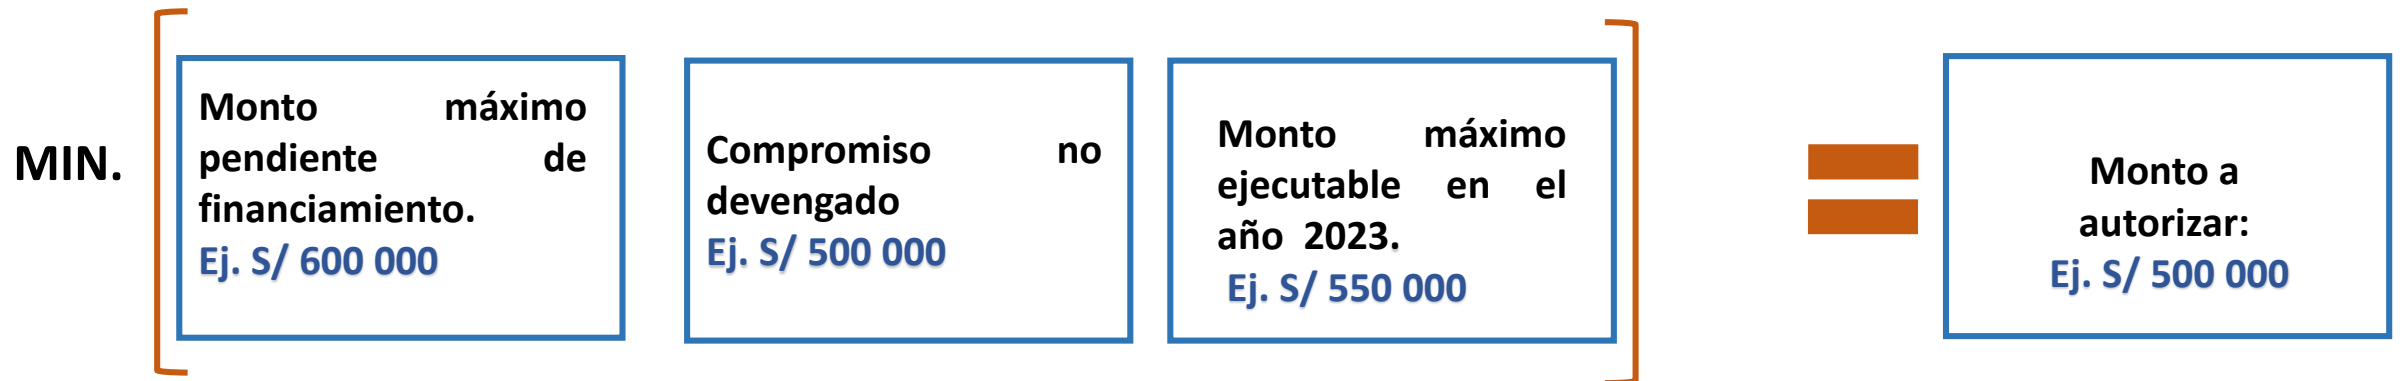 MIN.
Monto máximo
pendiente de
financiamiento.
Ej. S/ 600 000
Compromiso no
devengado
Ej. S/ 500 000
Monto máximo
ejecutable en el
año 2023.
Ej. S/ 550 000
Monto a
autorizar:
Ej. S/ 500 000